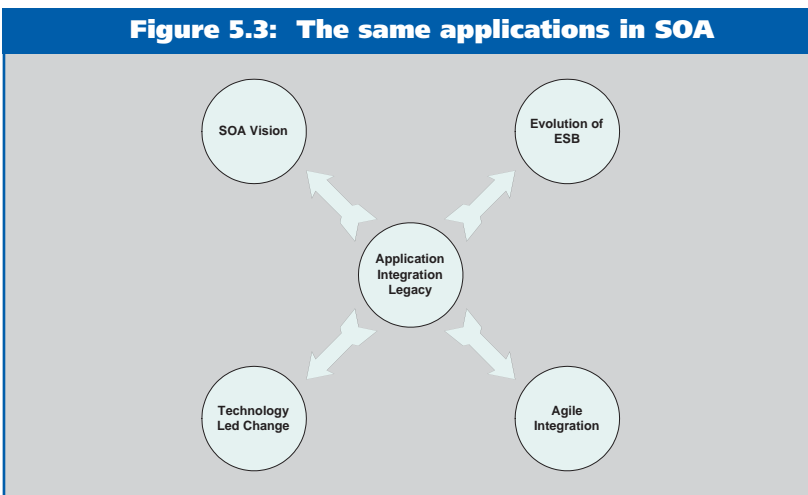 Figure 5.3: The same applications in SOA
SOA Vision
Evolution of
ESB
Application
Integration
Legacy
Technology
Led Change
Agile
Integration